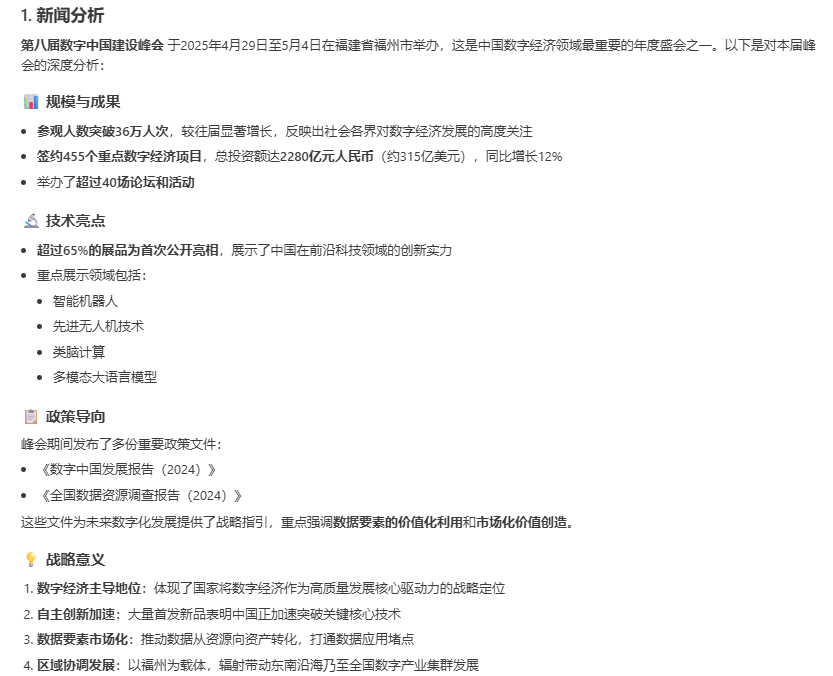 1. 新闻分析
第八届数字中国建设峰会 于2025年4月29日至5月4日在福建省福州市举办，这是中国数字经济领域最重要的年度盛会之一。以下是对本届峰
会的深度分析：
📊 规模与成果
• 参观人数突破36万人次，较往届显著增长，反映出社会各界对数字经济发展的高度关注
• 签约455个重点数字经济项目，总投资额达2280亿元人民币（约315亿美元），同比增长12%
• 举办了超过40场论坛和活动
🔬 技术亮点
• 超过65%的展品为首次公开亮相，展示了中国在前沿科技领域的创新实力
• 重点展示领域包括：
• 智能机器人
• 先进无人机技术
• 类脑计算
• 多模态大语言模型
📋 政策导向
峰会期间发布了多份重要政策文件：
• 《数字中国发展报告（2024）》
• 《全国数据资源调查报告（2024）》
这些文件为未来数字化发展提供了战略指引，重点强调数据要素的价值化利用和市场化价值创造。
💡 战略意义
1. 数字经济主导地位：体现了国家将数字经济作为高质量发展核心驱动力的战略定位
2. 自主创新加速：大量首发新品表明中国正加速突破关键核心技术
3. 数据要素市场化：推动数据从资源向资产转化，打通数据应用堵点
4. 区域协调发展：以福州为载体，辐射带动东南沿海乃至全国数字产业集群发展